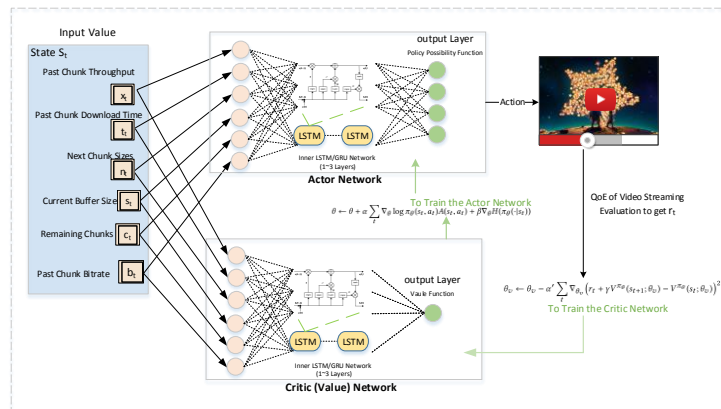 Input Value
State Sₜ
Past Chunk Throughput
xₜ
Past Chunk Download Time
tₜ
Next Chunk Sizes
nₜ
Current Buffer Size
sₜ
Remaining Chunks
cₜ
Past Chunk Bitrate
bₜ
output Layer
Policy Possibility Function
LSTM
LSTM
Inner LSTM/GRU Network
(1~3 Layers)
Actor Network
Action
QoE of Video Streaming
Evaluation to get rₜ
To Train the Actor Network
θ ← θ + α ∑ₜ ∇θ log πθ(sₜ, aₜ)A(sₜ, aₜ) + β∇θH(πθ(·|sₜ))
output Layer
Vaule Function
LSTM
LSTM
Inner LSTM/GRU Network
(1~3 Layers)
Critic (Value) Network
θᵥ ← θᵥ − α′ ∑ₜ ∇θᵥ(rₜ + γV^πθ(sₜ₊₁; θᵥ) − V^πθ(sₜ; θᵥ))²
To Train the Critic Network